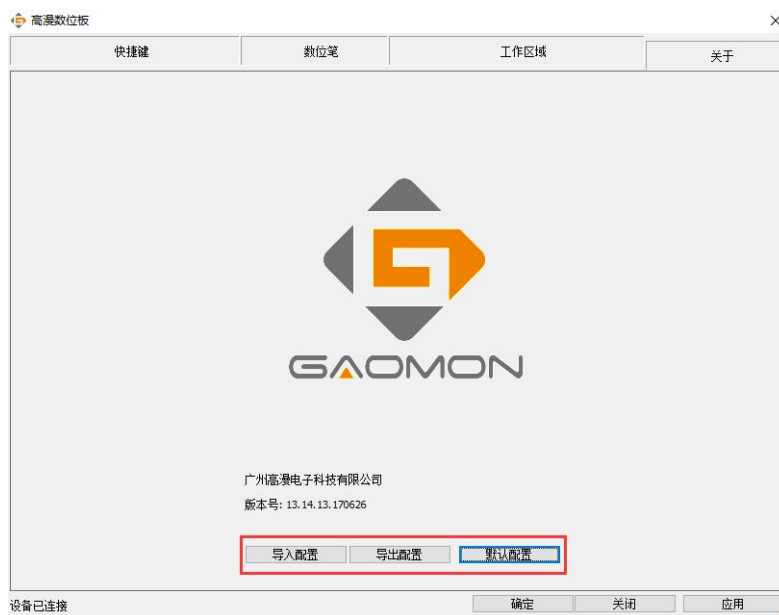 高漫数位板
快捷键 数位笔 工作区域 关于
GAOMON
广州高漫电子科技有限公司
版本号: 13.14.13.170626
导入配置 导出配置 默认配置
设备已连接 确定 关闭 应用